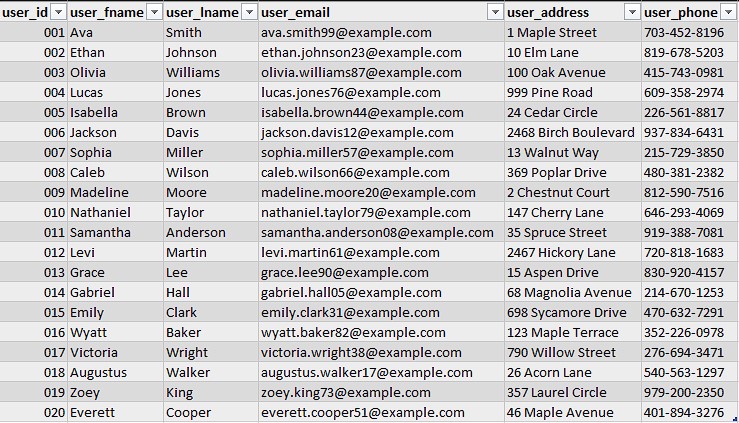 user_id user_fname user_lname user_email user_address user_phone
001 Ava Smith ava.smith99@example.com 1 Maple Street 703-452-8196
002 Ethan Johnson ethan.johnson23@example.com 10 Elm Lane 819-678-5203
003 Olivia Williams olivia.williams87@example.com 100 Oak Avenue 415-743-0981
004 Lucas Jones lucas.jones76@example.com 999 Pine Road 609-358-2974
005 Isabella Brown isabella.brown44@example.com 24 Cedar Circle 226-561-8817
006 Jackson Davis jackson.davis12@example.com 2468 Birch Boulevard 937-834-6431
007 Sophia Miller sophia.miller57@example.com 13 Walnut Way 215-729-3850
008 Caleb Wilson caleb.wilson66@example.com 369 Poplar Drive 480-381-2382
009 Madeline Moore madeline.moore20@example.com 2 Chestnut Court 812-590-7516
010 Nathaniel Taylor nathaniel.taylor79@example.com 147 Cherry Lane 646-293-4069
011 Samantha Anderson samantha.anderson08@example.com 35 Spruce Street 919-388-7081
012 Levi Martin levi.martin61@example.com 2467 Hickory Lane 720-818-1683
013 Grace Lee grace.lee90@example.com 15 Aspen Drive 830-920-4157
014 Gabriel Hall gabriel.hall05@example.com 68 Magnolia Avenue 214-670-1253
015 Emily Clark emily.clark31@example.com 698 Sycamore Drive 470-632-7291
016 Wyatt Baker wyatt.baker82@example.com 123 Maple Terrace 352-226-0978
017 Victoria Wright victoria.wright38@example.com 790 Willow Street 276-694-3471
018 Augustus Walker augustus.walker17@example.com 26 Acorn Lane 540-563-1297
019 Zoey King zoey.king73@example.com 357 Laurel Circle 979-200-2350
020 Everett Cooper everett.cooper51@example.com 46 Maple Avenue 401-894-3276